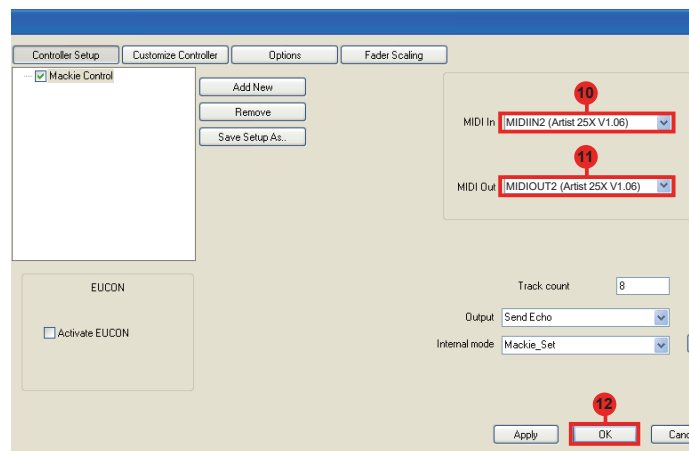 Controller Setup Customize Controller Options Fader Scaling
Mackie Control
Add New
Remove
Save Setup As..
10
MIDI In MIDIIN2 (Artist 25X V1.06)
11
MIDI Out MIDIOUT2 (Artist 25X V1.06)
EUCON
Activate EUCON
Track count 8
Output Send Echo
Internal mode Mackie_Set
12
Apply OK Canc